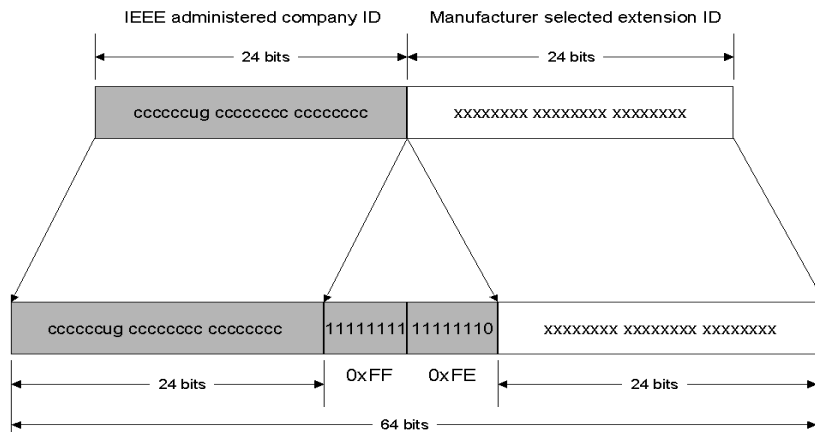 IEEE administered company ID Manufacturer selected extension ID
24 bits 24 bits
ccccccug cccccccc cccccccc xxxxxxxx xxxxxxxx xxxxxxxx
ccccccug cccccccc cccccccc 11111111 11111110 xxxxxxxx xxxxxxxx xxxxxxxx
24 bits 0xFF 0xFE 24 bits
64 bits